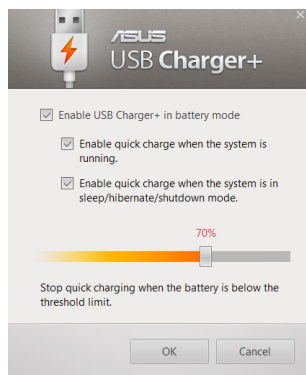 ASUS
USB Charger+
Enable USB Charger+ in battery mode
Enable quick charge when the system is
running.
Enable quick charge when the system is in
sleep/hibernate/shutdown mode.
70%
Stop quick charging when the battery is below the
threshold limit.
OK
Cancel